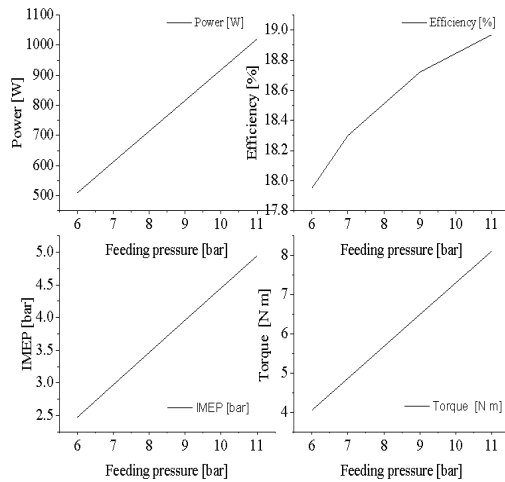 Power [W]
1100
1000
900
800
700
600
500
Power [W]
6 7 8 9 10 11
Feeding pressure [bar]
Efficiency [%]
19.0
18.8
18.6
18.4
18.2
18.0
17.8
Efficiency [%]
6 7 8 9 10 11
Feeding pressure [bar]
IMEP [bar]
5.0
4.5
4.0
3.5
3.0
2.5
IMEP [bar]
6 7 8 9 10 11
Feeding pressure [bar]
Torque [N m]
8
7
6
5
4
Torque [N m]
6 7 8 9 10 11
Feeding pressure [bar]